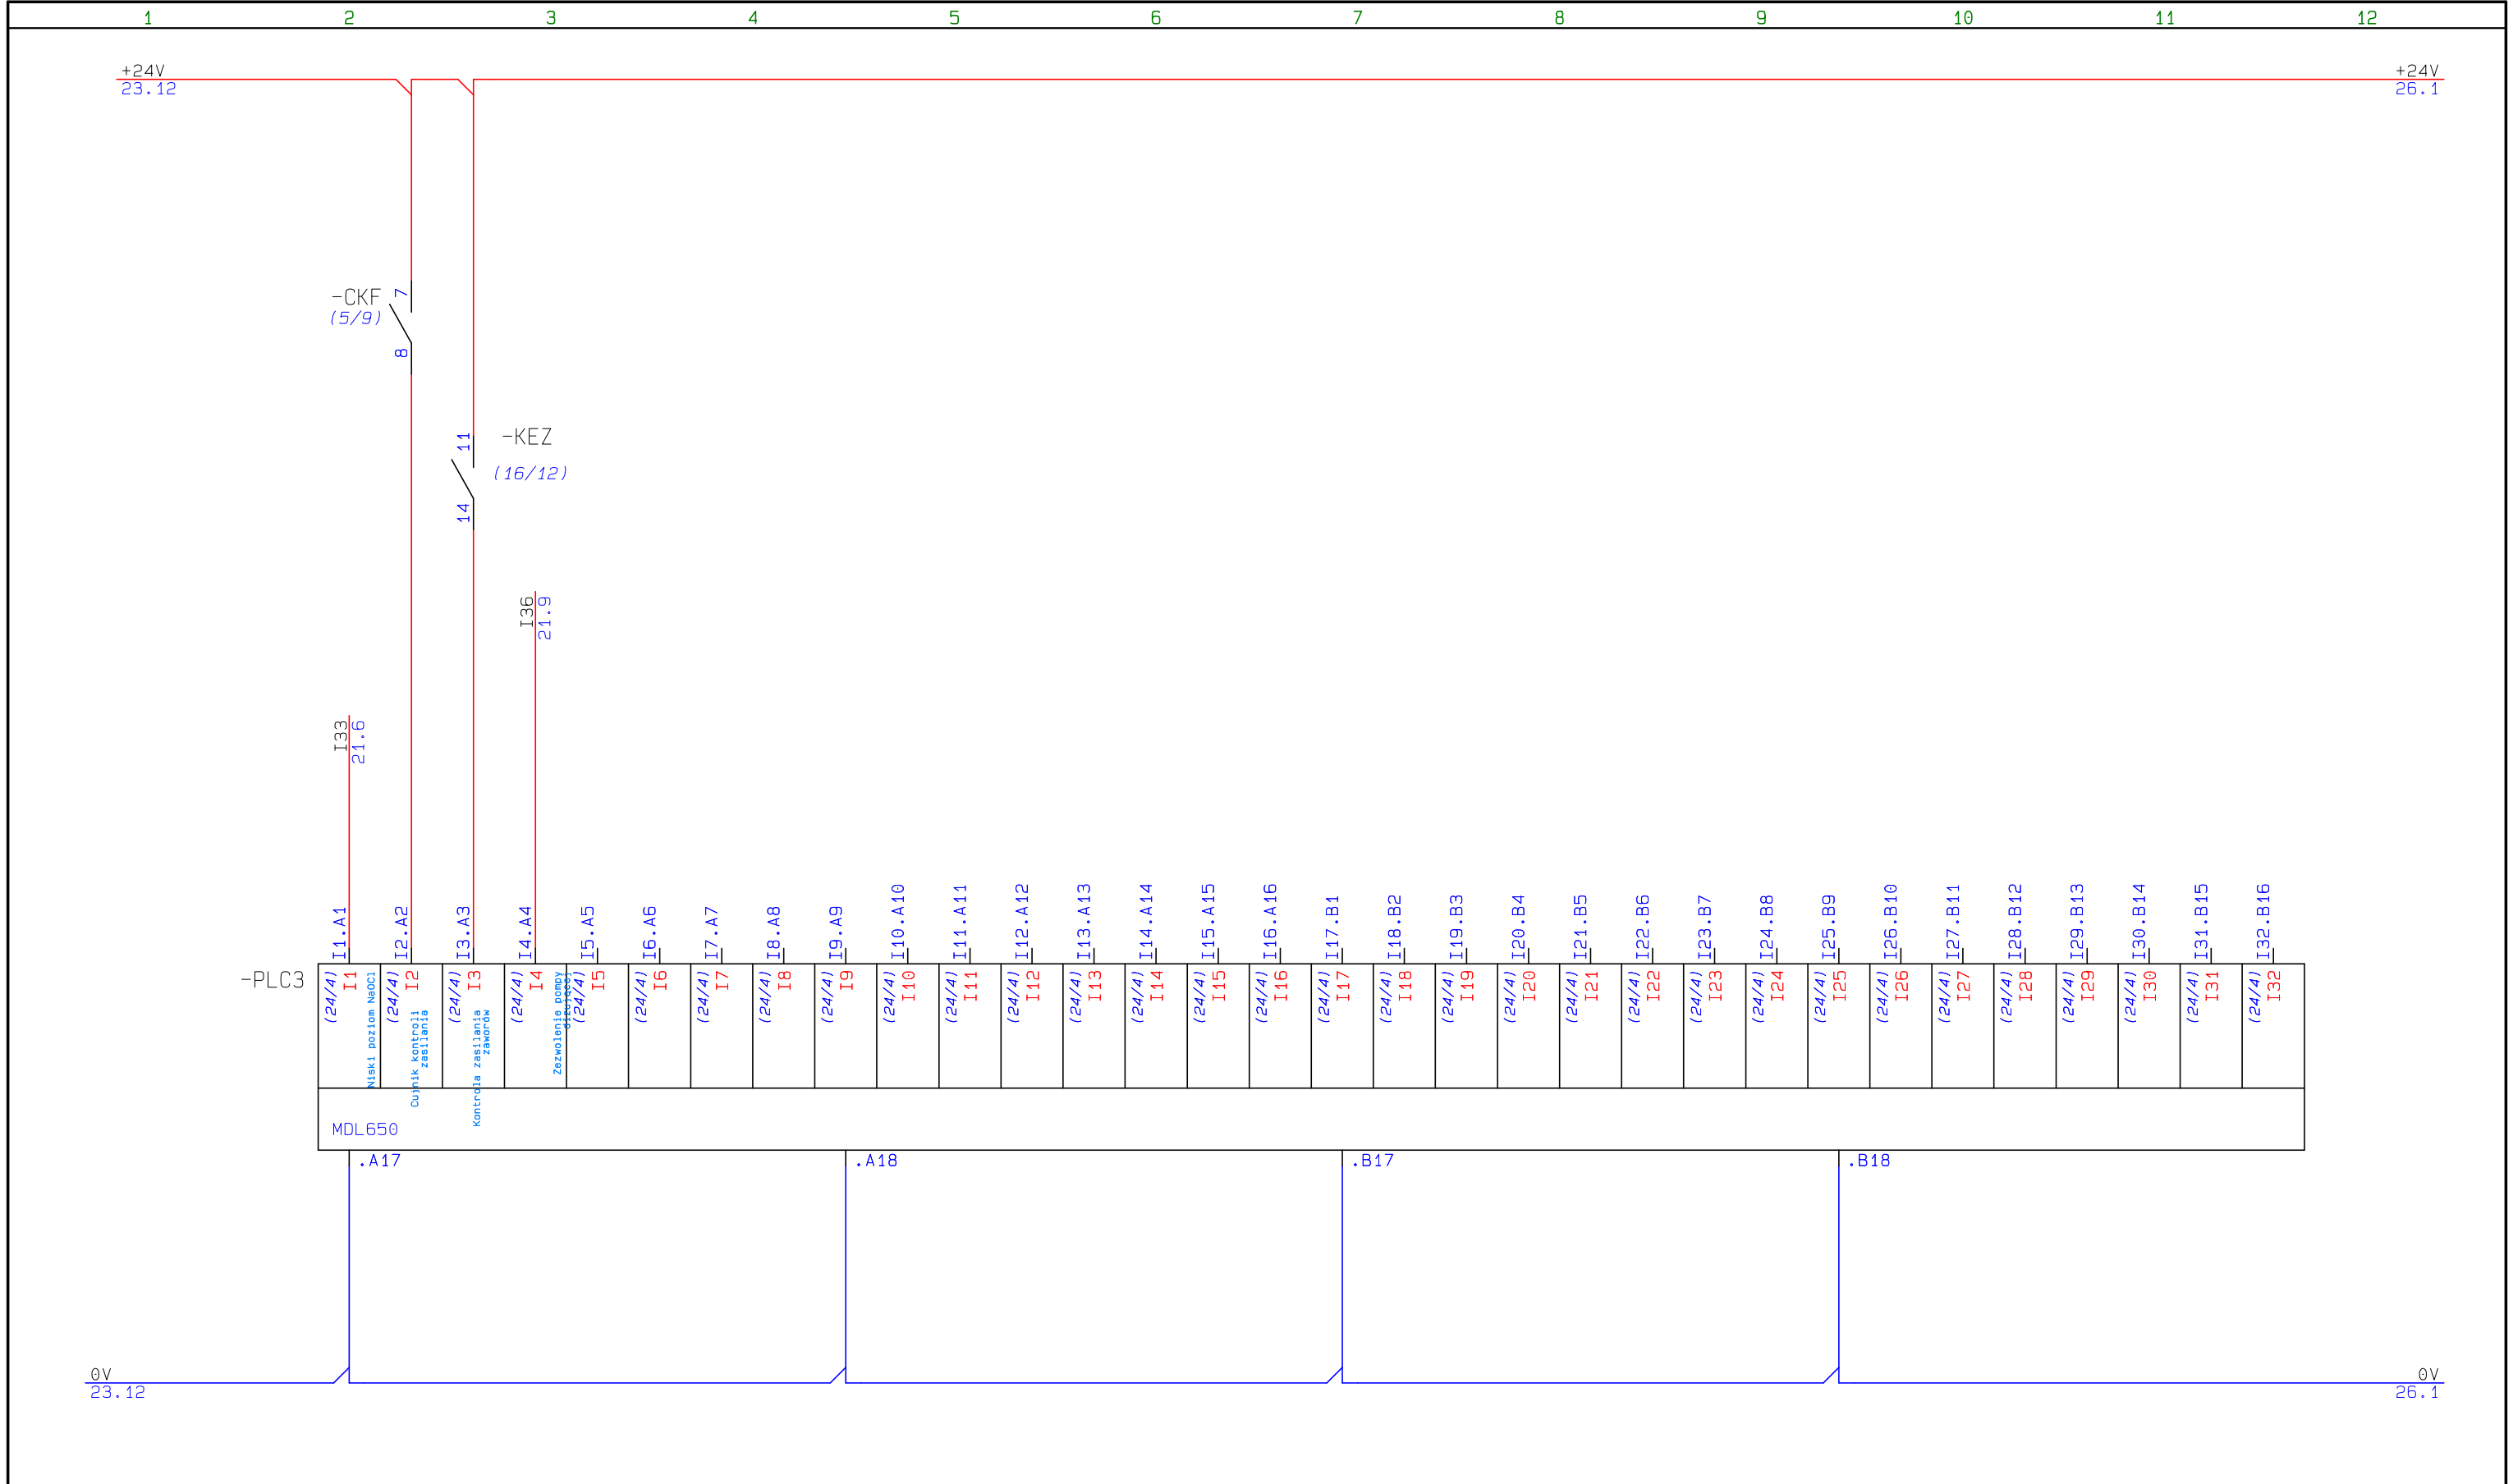 1 2 3 4 5 6 7 8 9 10 11 12
+24V
23.12
+24V
26.1
-CKF
(5/9)
7
8
-KEZ
(16/12)
11
14
I36
21.9
I33
21.6
I1.A1 I2.A2 I3.A3 I4.A4 I5.A5 I6.A6 I7.A7 I8.A8 I9.A9 I10.A10 I11.A11 I12.A12 I13.A13 I14.A14 I15.A15 I16.A16 I17.B1 I18.B2 I19.B3 I20.B4 I21.B5 I22.B6 I23.B7 I24.B8 I25.B9 I26.B10 I27.B11 I28.B12 I29.B13 I30.B14 I31.B15 I32.B16
-PLC3
(24/4) (24/4) (24/4) (24/4) (24/4) (24/4) (24/4) (24/4) (24/4) (24/4) (24/4) (24/4) (24/4) (24/4) (24/4) (24/4) (24/4) (24/4) (24/4) (24/4) (24/4) (24/4) (24/4) (24/4) (24/4) (24/4) (24/4) (24/4) (24/4) (24/4) (24/4) (24/4)
I1 I2 I3 I4 I5 I6 I7 I8 I9 I10 I11 I12 I13 I14 I15 I16 I17 I18 I19 I20 I21 I22 I23 I24 I25 I26 I27 I28 I29 I30 I31 I32
Niski poziom NaOCl
Cujnik kontroli
zasilania
Kontrola zasilania
zaworów
Zezwolenie pompy
MDL650
.A17 .A18 .B17 .B18
0V
23.12
0V
26.1